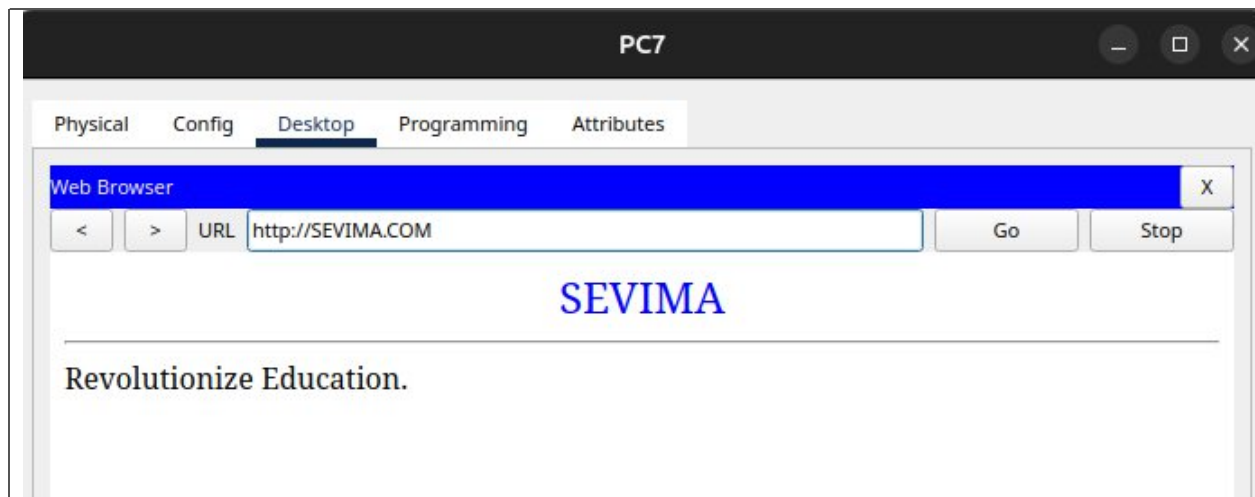 PC7
Physical Config Desktop Programming Attributes
Web Browser X
< > URL http://SEVIMA.COM Go Stop
SEVIMA
Revolutionize Education.